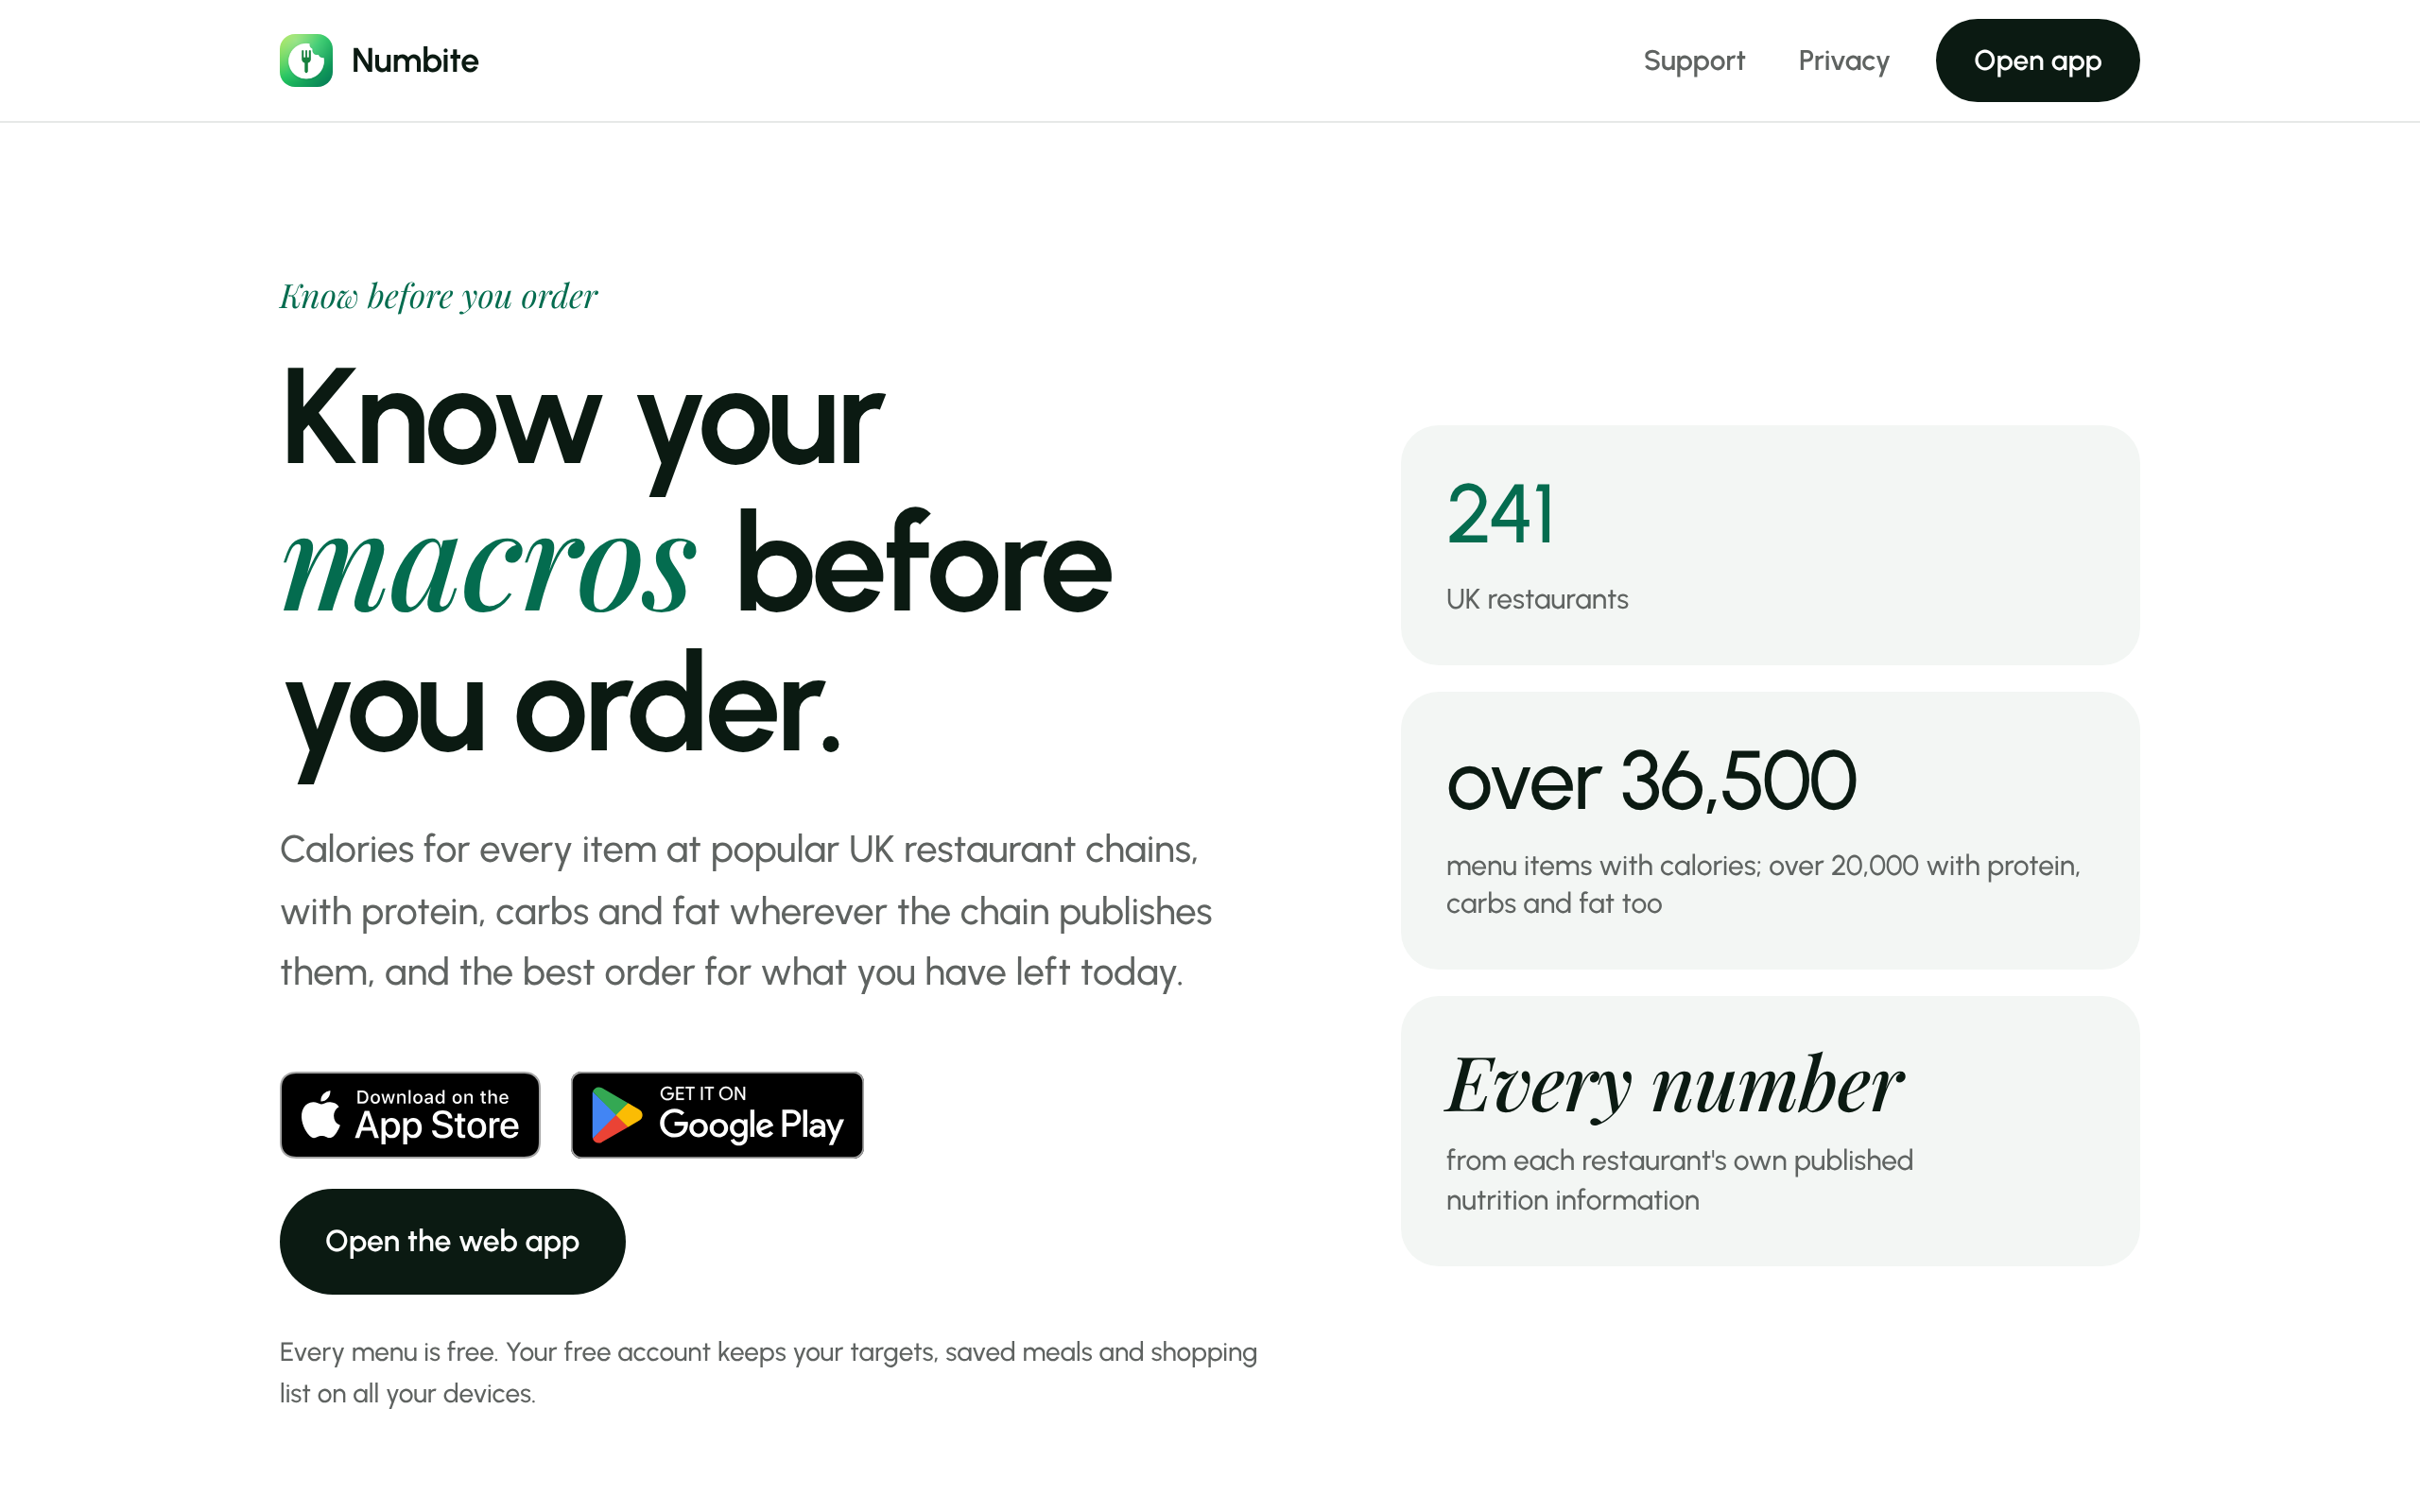 Numbite
Support
Privacy
Open app
Know before you order
Know your
macros before
you order.
Calories for every item at popular UK restaurant chains,
with protein, carbs and fat wherever the chain publishes
them, and the best order for what you have left today.
Download on the
App Store
GET IT ON
Google Play
Open the web app
Every menu is free. Your free account keeps your targets, saved meals and shopping
list on all your devices.
241
UK restaurants
over 36,500
menu items with calories; over 20,000 with protein,
carbs and fat too
Every number
from each restaurant's own published
nutrition information